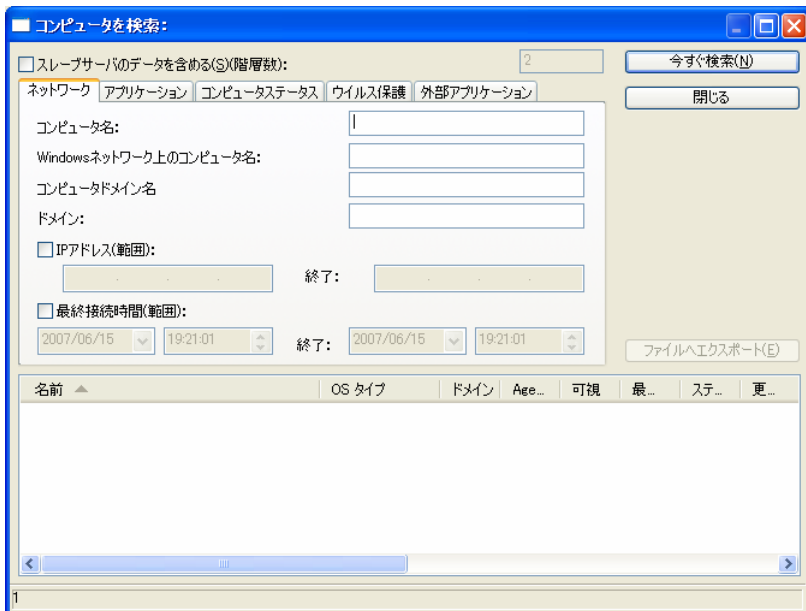 コンピュータを検索:
スレーブサーバのデータを含める(S)(階層数): 2 今すぐ検索(N)
ネットワーク アプリケーション コンピュータステータス ウイルス保護 外部アプリケーション
閉じる
コンピュータ名:
Windowsネットワーク上のコンピュータ名:
コンピュータドメイン名
ドメイン:
IPアドレス(範囲):
. . . 終了: . . .
最終接続時間(範囲):
2007/06/15 19:21:01 終了: 2007/06/15 19:21:01
ファイルへエクスポート(E)
名前 OS タイプ ドメイン Age... 可視 最... ステ... 更...
1